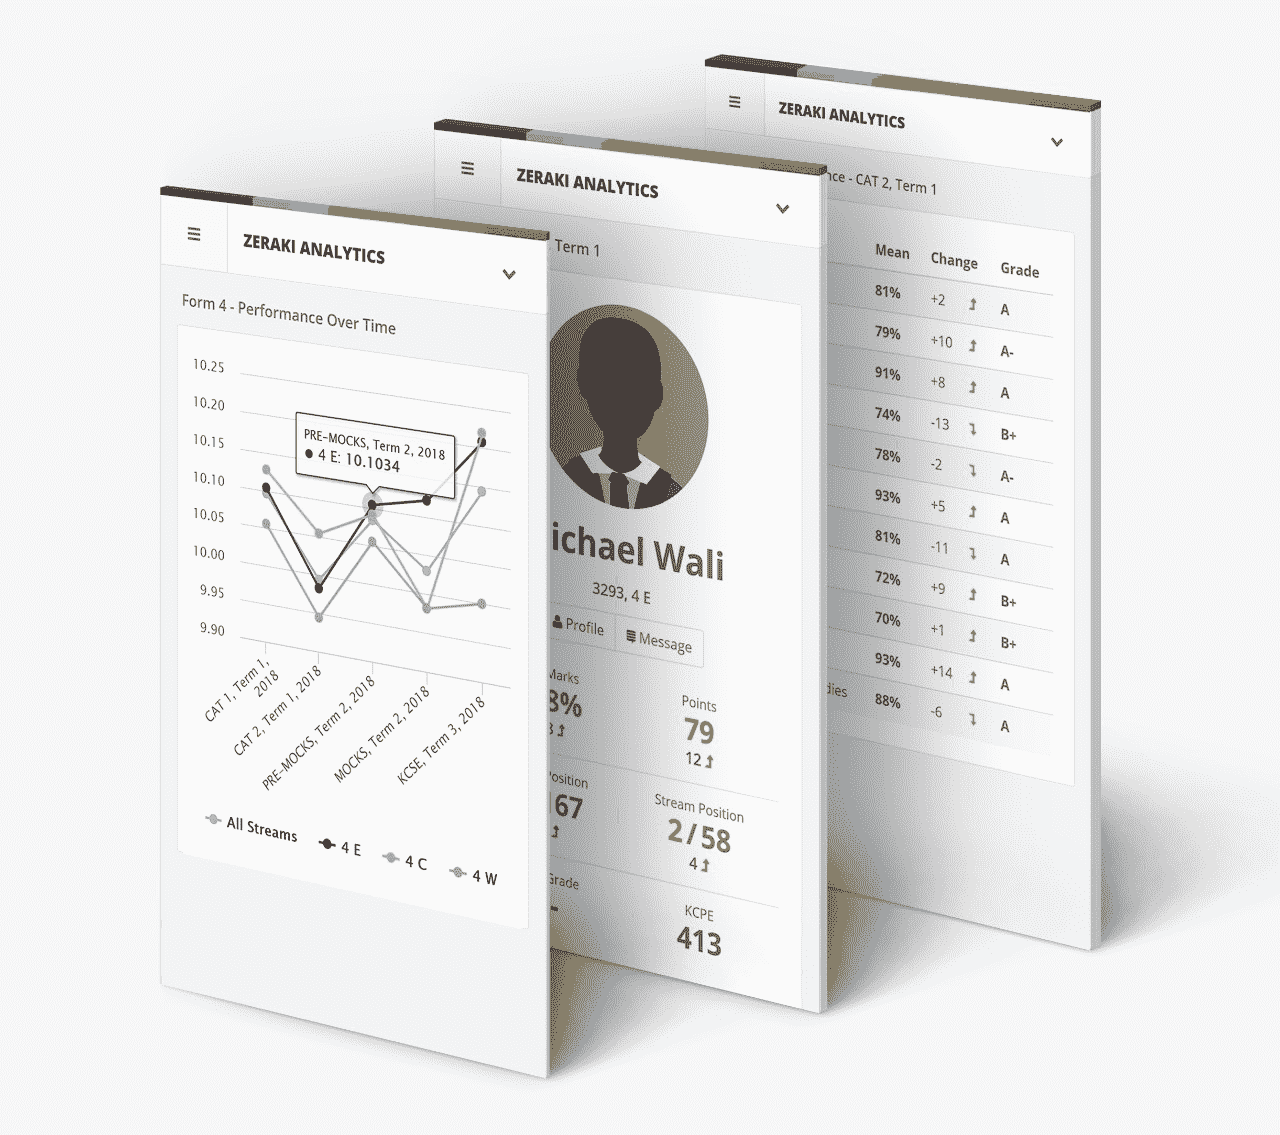 ZERAKI ANALYTICS
Form 4 - Performance Over Time
10.25
10.20
10.15
10.10
10.05
10.00
9.95
9.90
PRE-MOCKS, Term 2, 2018
4 E: 10.1034
CAT 1, Term 1,
2018
CAT 2, Term 1, 2018
PRE-MOCKS, Term 2, 2018
MOCKS, Term 2, 2018
KCSE, Term 3, 2018
All Streams 4 E 4 C 4 W
ZERAKI ANALYTICS
Term 1
ichael Wali
3293, 4 E
Profile Message
Marks Points
8% 79
12
osition Stream Position
167 2/58
4
Grade KCPE
413
ZERAKI ANALYTICS
nce - CAT 2, Term 1
Mean Change Grade
81% +2 A
79% +10 A-
91% +8 A
74% -13 B+
78% -2 A-
93% +5 A
81% -11 A
72% +9 B+
70% +1 B+
93% +14 A
dies 88% -6 A